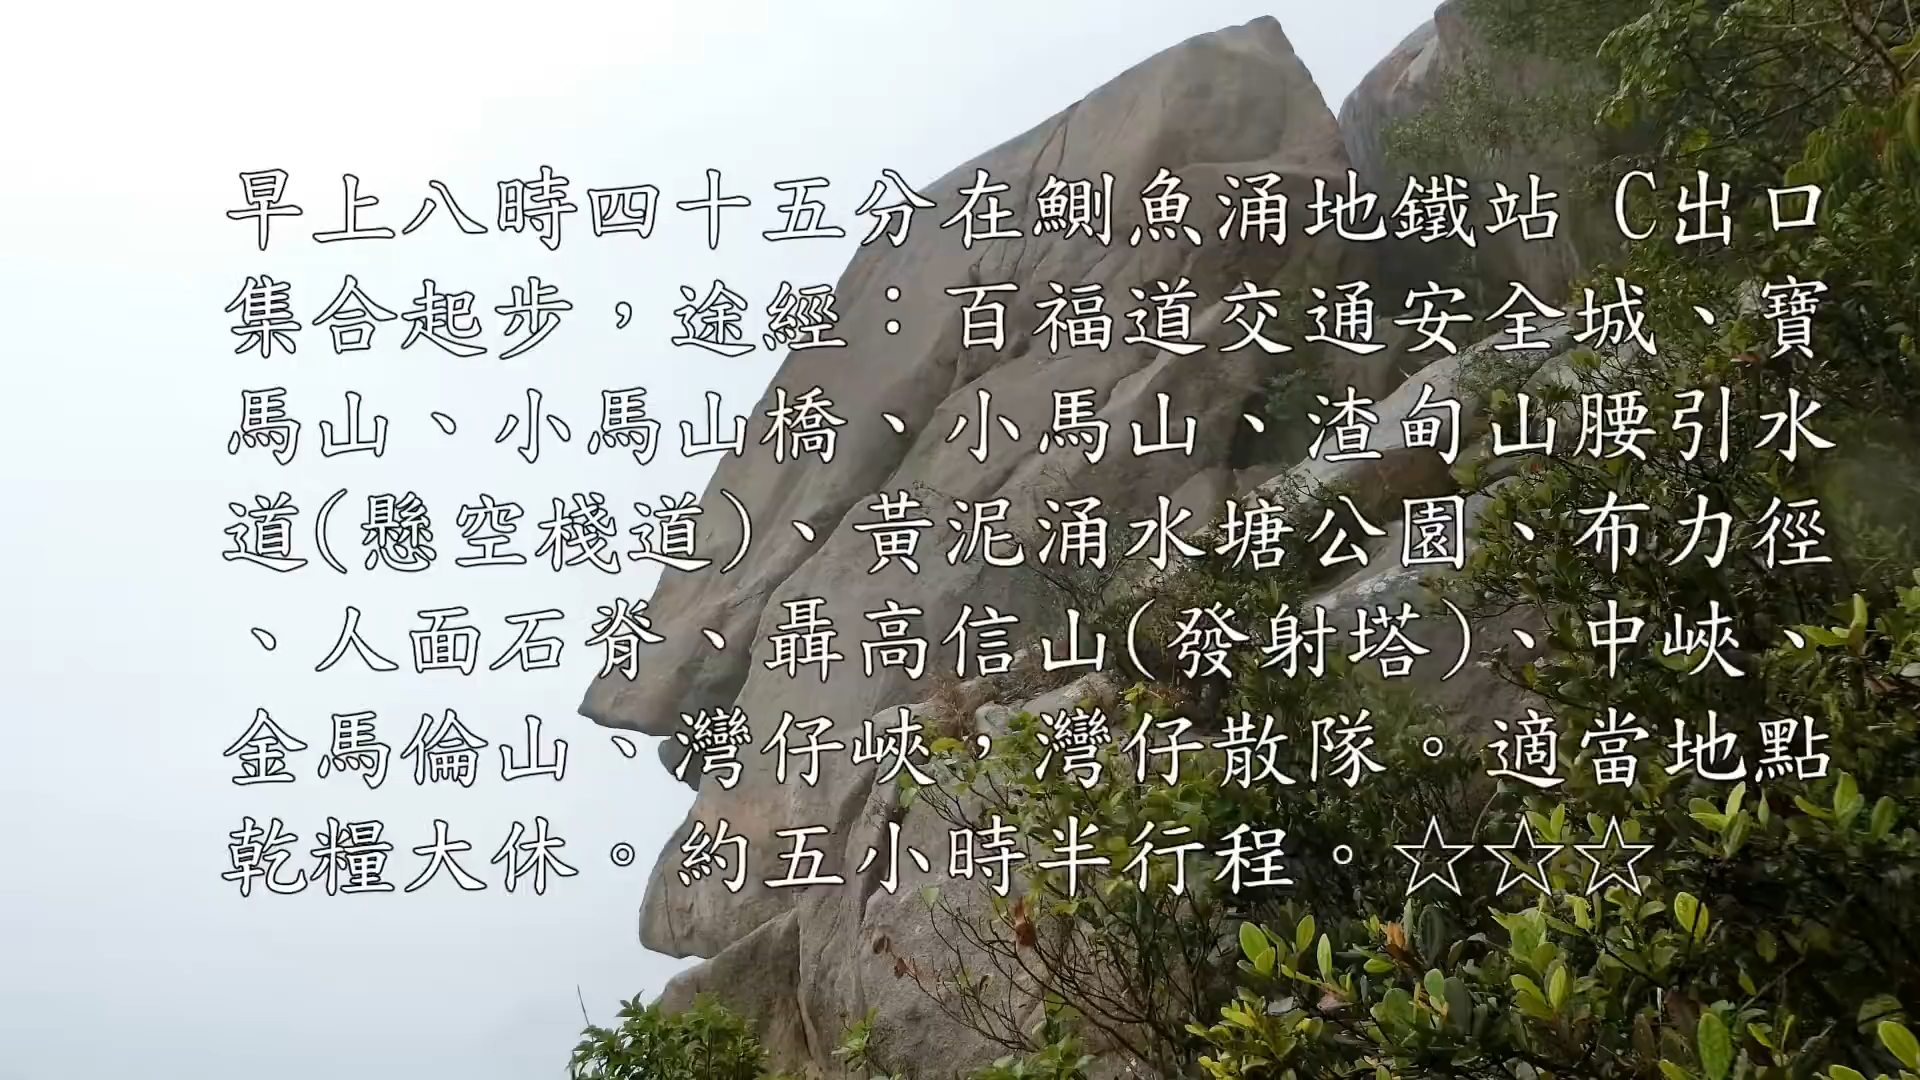 早上八時四十五分在鰂魚涌地鐵站 C出口
集合起步，途經：百福道交通安全城、寶
馬山、小馬山橋、小馬山、渣甸山腰引水
道(懸空棧道)、黃泥涌水塘公園、布力徑
、人面石脊、聶高信山(發射塔)、中峽、
金馬倫山、灣仔峽，灣仔散隊。適當地點
乾糧大休。約五小時半行程。☆☆☆